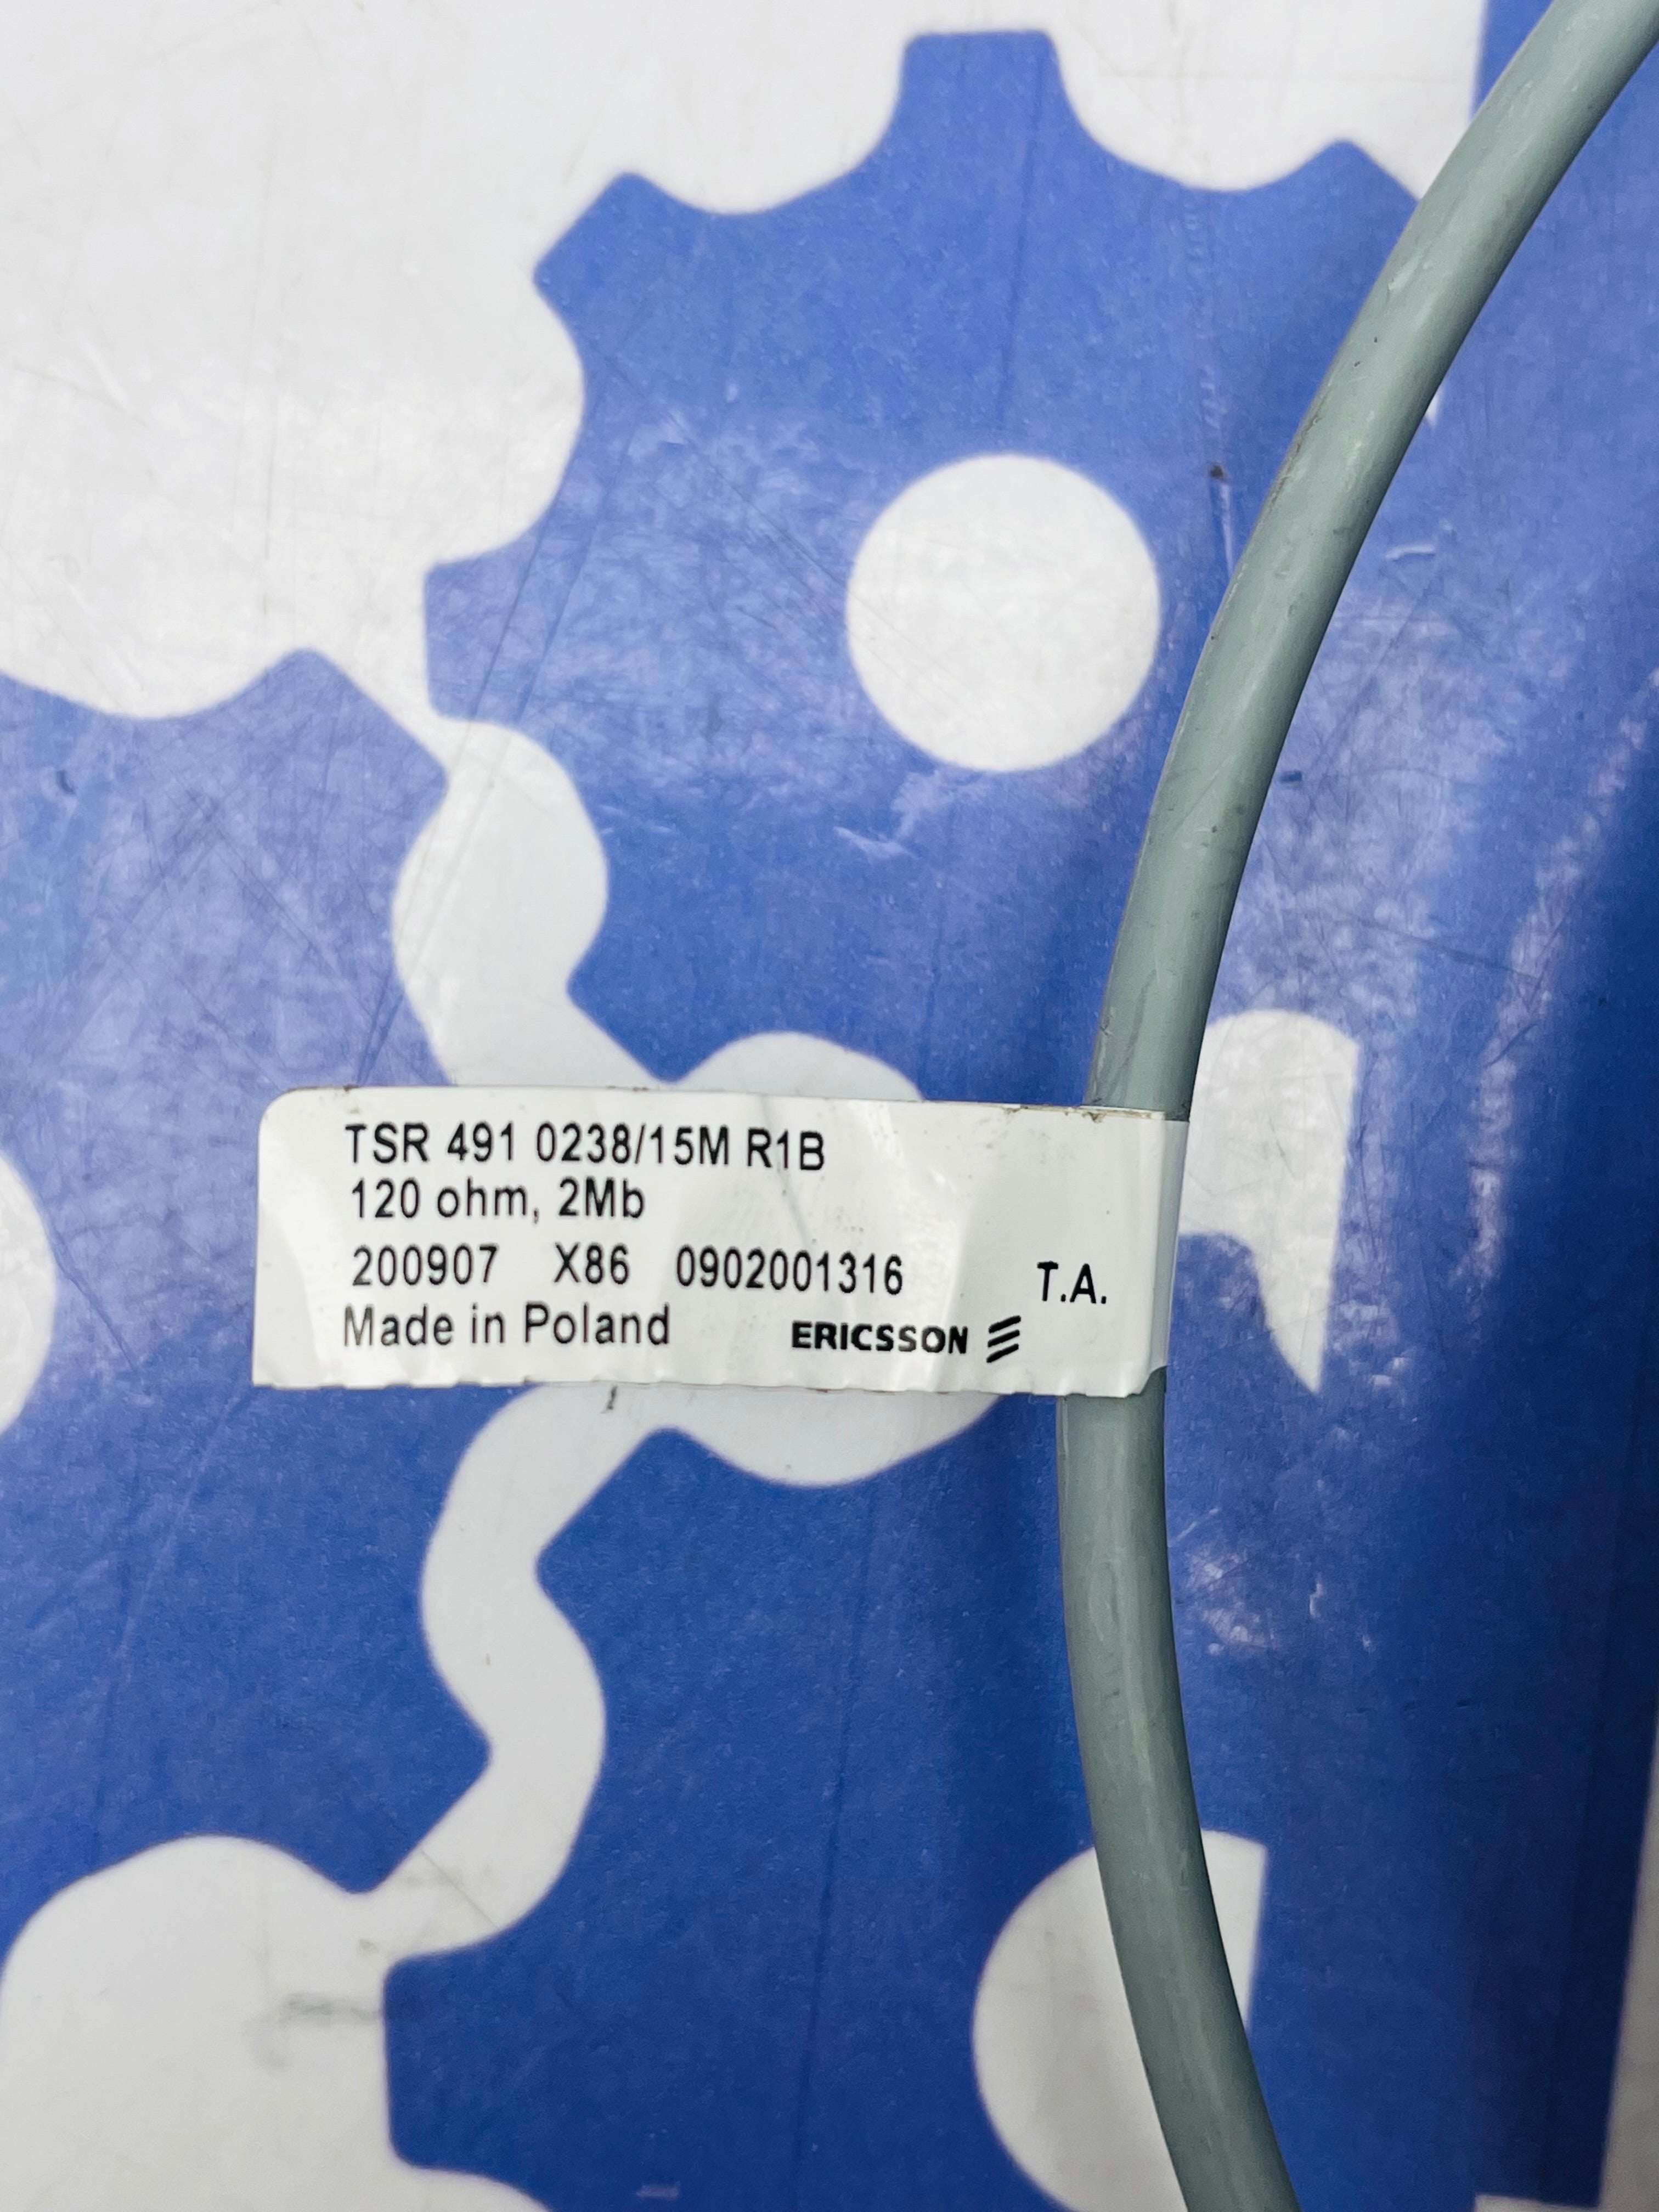 TSR 491 0238/15M R1B
120 ohm, 2Mb
200907 X86 0902001316 T.A.
Made in Poland ERICSSON